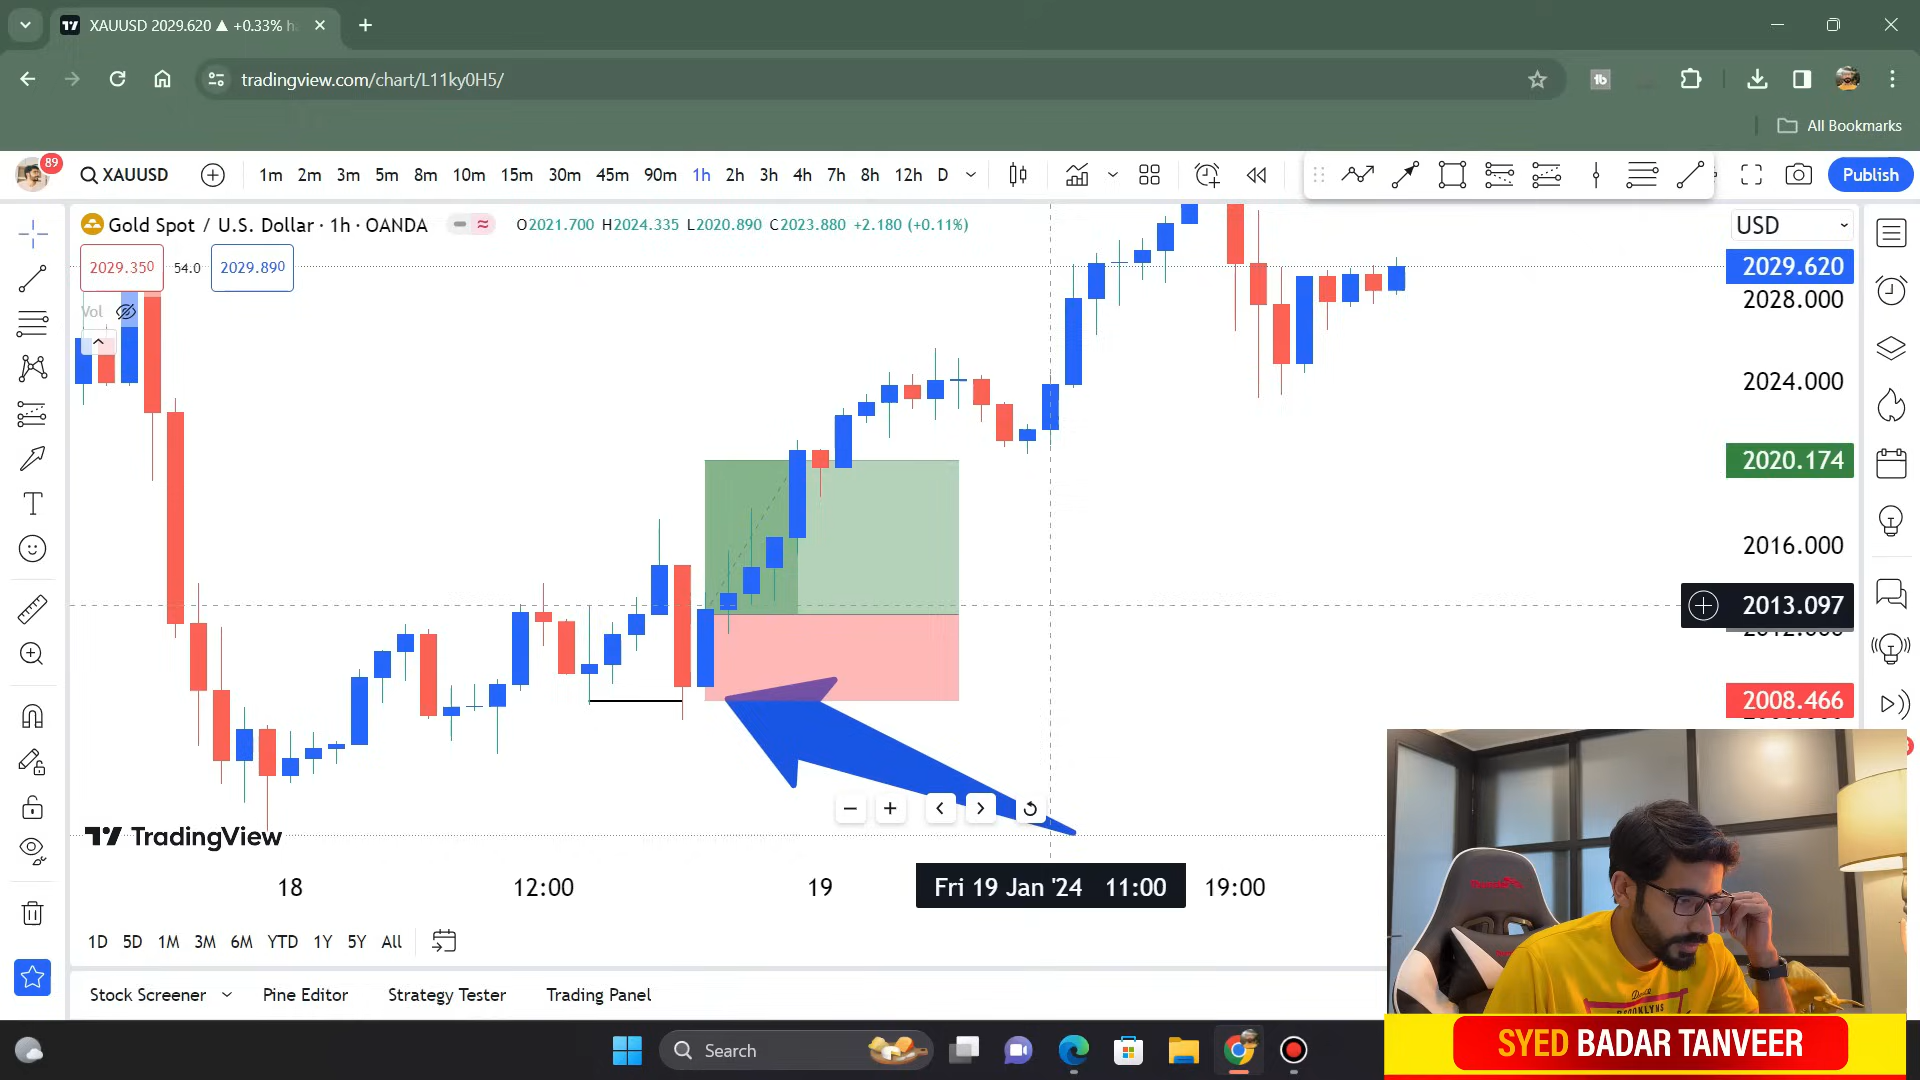 XAUUSD 2029.620 ▲ +0.33%
tradingview.com/chart/L11ky0H5/
All Bookmarks
89
XAUUSD
1m 2m 3m 5m 8m 10m 15m 30m 45m 90m 1h 2h 3h 4h 7h 8h 12h D
Publish
Gold Spot / U.S. Dollar · 1h · OANDA
O2021.700 H2024.335 L2020.890 C2023.880 +2.180 (+0.11%)
USD
2029.350
54.0
2029.890
2029.620
Vol
2028.000
2024.000
2020.174
2016.000
2013.097
2008.466
TradingView
18
12:00
19
Fri 19 Jan '24 11:00
19:00
1D 5D 1M 3M 6M YTD 1Y 5Y All
Stock Screener
Pine Editor
Strategy Tester
Trading Panel
Search
SYED BADAR TANVEER